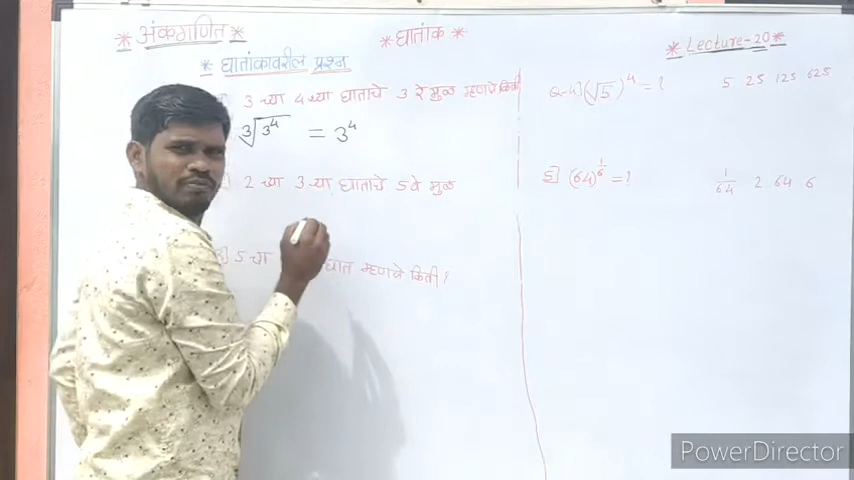 * अंकगणित *
* घातांक *
* Lecture-20 *
* घातांकावरील प्रश्न
3 च्या 4 थ्या घाताचे 3 रे मुळ म्हणजे किती
∛3⁴ = 3⁴
2 च्या 3 ऱ्या घाताचे 5 वे मुळ
5 चा घात म्हणजे किती?
(√5)⁴ = ?
5 25 125 625
5] (64)^(1/6) = ?
1/64 2 64 6
PowerDirector